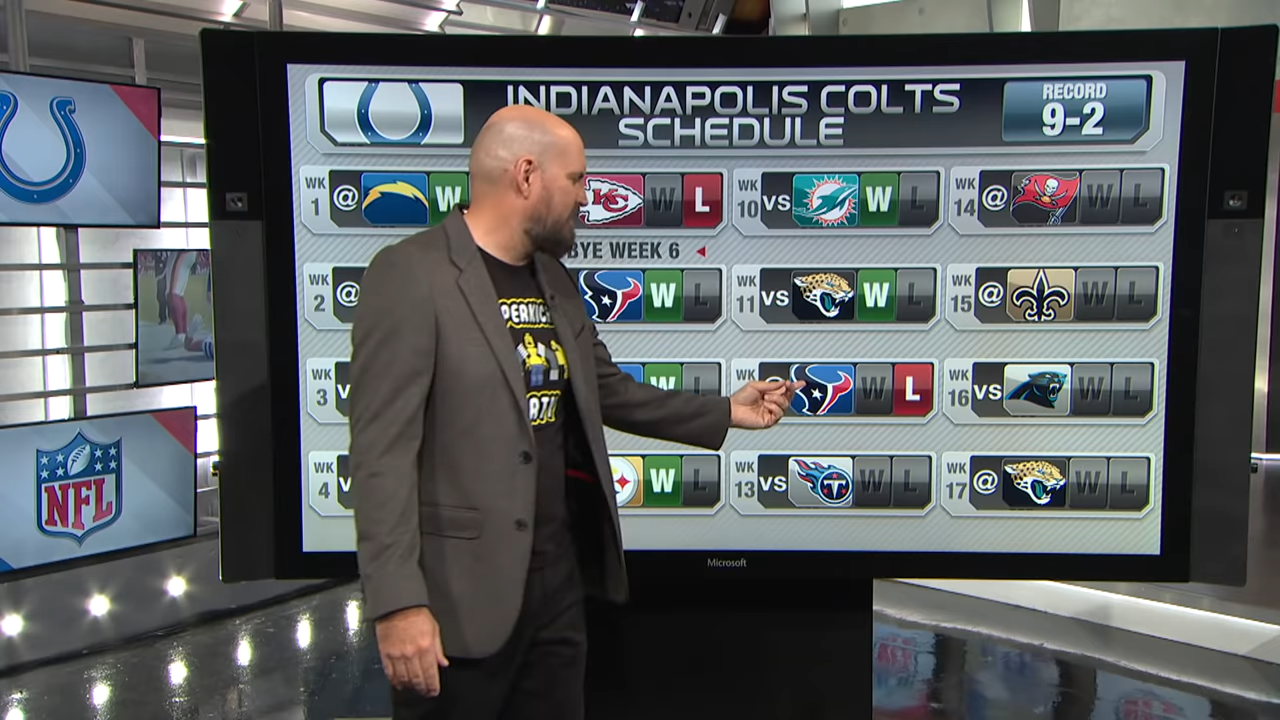 INDIANAPOLIS COLTS
SCHEDULE
RECORD
9-2
WK 1 @ W
KC W L
WK 10 VS W L
WK 14 @ W L
BYE WEEK 6
WK 2 @
W L
WK 11 VS W L
WK 15 @ W L
WK 3 V
W L
W L
WK 16 VS W L
WK 4 V
W L
WK 13 VS W L
WK 17 @ W L
NFL
Microsoft